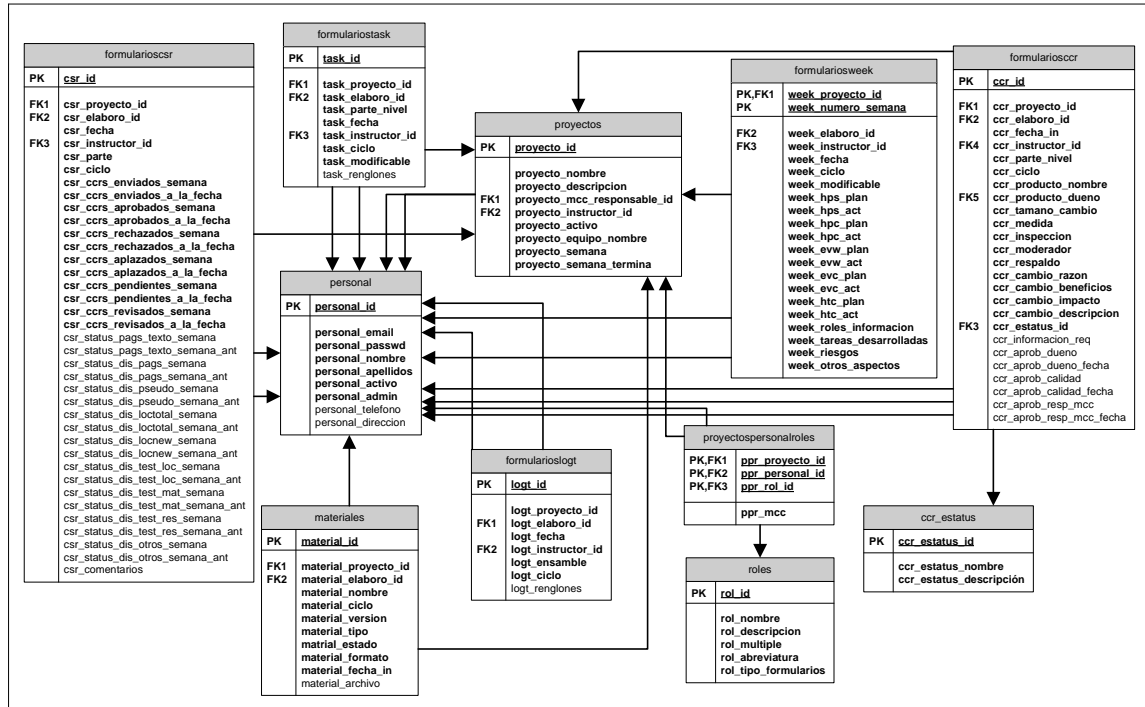 formularioscsr
PK csr_id
FK1 csr_proyecto_id
FK2 csr_elaboro_id
csr_fecha
FK3 csr_instructor_id
csr_parte
csr_ciclo
csr_ccrs_enviados_semana
csr_ccrs_enviados_a_la_fecha
csr_ccrs_aprobados_semana
csr_ccrs_aprobados_a_la_fecha
csr_ccrs_rechazados_semana
csr_ccrs_rechazados_a_la_fecha
csr_ccrs_aplazados_semana
csr_ccrs_aplazados_a_la_fecha
csr_ccrs_pendientes_semana
csr_ccrs_pendientes_a_la_fecha
csr_ccrs_revisados_semana
csr_ccrs_revisados_a_la_fecha
csr_status_pags_texto_semana
csr_status_pags_texto_semana_ant
csr_status_dis_pags_semana
csr_status_dis_pags_semana_ant
csr_status_dis_pseudo_semana
csr_status_dis_pseudo_semana_ant
csr_status_dis_loctotal_semana
csr_status_dis_loctotal_semana_ant
csr_status_dis_locnew_semana
csr_status_dis_locnew_semana_ant
csr_status_dis_test_loc_semana
csr_status_dis_test_loc_semana_ant
csr_status_dis_test_mat_semana
csr_status_dis_test_mat_semana_ant
csr_status_dis_test_res_semana
csr_status_dis_test_res_semana_ant
csr_status_dis_otros_semana
csr_status_dis_otros_semana_ant
csr_comentarios
formulariostask
PK task_id
FK1 task_proyecto_id
FK2 task_elaboro_id
task_parte_nivel
task_fecha
FK3 task_instructor_id
task_ciclo
task_modificable
task_renglones
proyectos
PK proyecto_id
proyecto_nombre
proyecto_descripcion
FK1 proyecto_mcc_responsable_id
FK2 proyecto_instructor_id
proyecto_activo
proyecto_equipo_nombre
proyecto_semana
proyecto_semana_termina
formulariosweek
PK,FK1 week_proyecto_id
PK week_numero_semana
FK2 week_elaboro_id
FK3 week_instructor_id
week_fecha
week_ciclo
week_modificable
week_hps_plan
week_hps_act
week_hpc_plan
week_hpc_act
week_evw_plan
week_evw_act
week_evc_plan
week_evc_act
week_htc_plan
week_htc_act
week_roles_informacion
week_tareas_desarrolladas
week_riesgos
week_otros_aspectos
formulariosccr
PK ccr_id
FK1 ccr_proyecto_id
FK2 ccr_elaboro_id
ccr_fecha_in
FK4 ccr_instructor_id
ccr_parte_nivel
ccr_ciclo
ccr_producto_nombre
FK5 ccr_producto_dueno
ccr_tamano_cambio
ccr_medida
ccr_inspeccion
ccr_moderador
ccr_respaldo
ccr_cambio_razon
ccr_cambio_beneficios
ccr_cambio_impacto
ccr_cambio_descripcion
FK3 ccr_estatus_id
ccr_informacion_req
ccr_aprob_dueno
ccr_aprob_dueno_fecha
ccr_aprob_calidad
ccr_aprob_calidad_fecha
ccr_aprob_resp_mcc
ccr_aprob_resp_mcc_fecha
personal
PK personal_id
personal_email
personal_passwd
personal_nombre
personal_apellidos
personal_activo
personal_admin
personal_telefono
personal_direccion
materiales
PK material_id
FK1 material_proyecto_id
FK2 material_elaboro_id
material_nombre
material_ciclo
material_version
material_tipo
matrial_estado
material_formato
material_fecha_in
material_archivo
formularioslogt
PK logt_id
logt_proyecto_id
FK1 logt_elaboro_id
logt_fecha
FK2 logt_instructor_id
logt_ensamble
logt_ciclo
logt_renglones
proyectospersonalroles
PK,FK1 ppr_proyecto_id
PK,FK2 ppr_personal_id
PK,FK3 ppr_rol_id
ppr_mcc
roles
PK rol_id
rol_nombre
rol_descripcion
rol_multiple
rol_abreviatura
rol_tipo_formularios
ccr_estatus
PK ccr_estatus_id
ccr_estatus_nombre
ccr_estatus_descripción